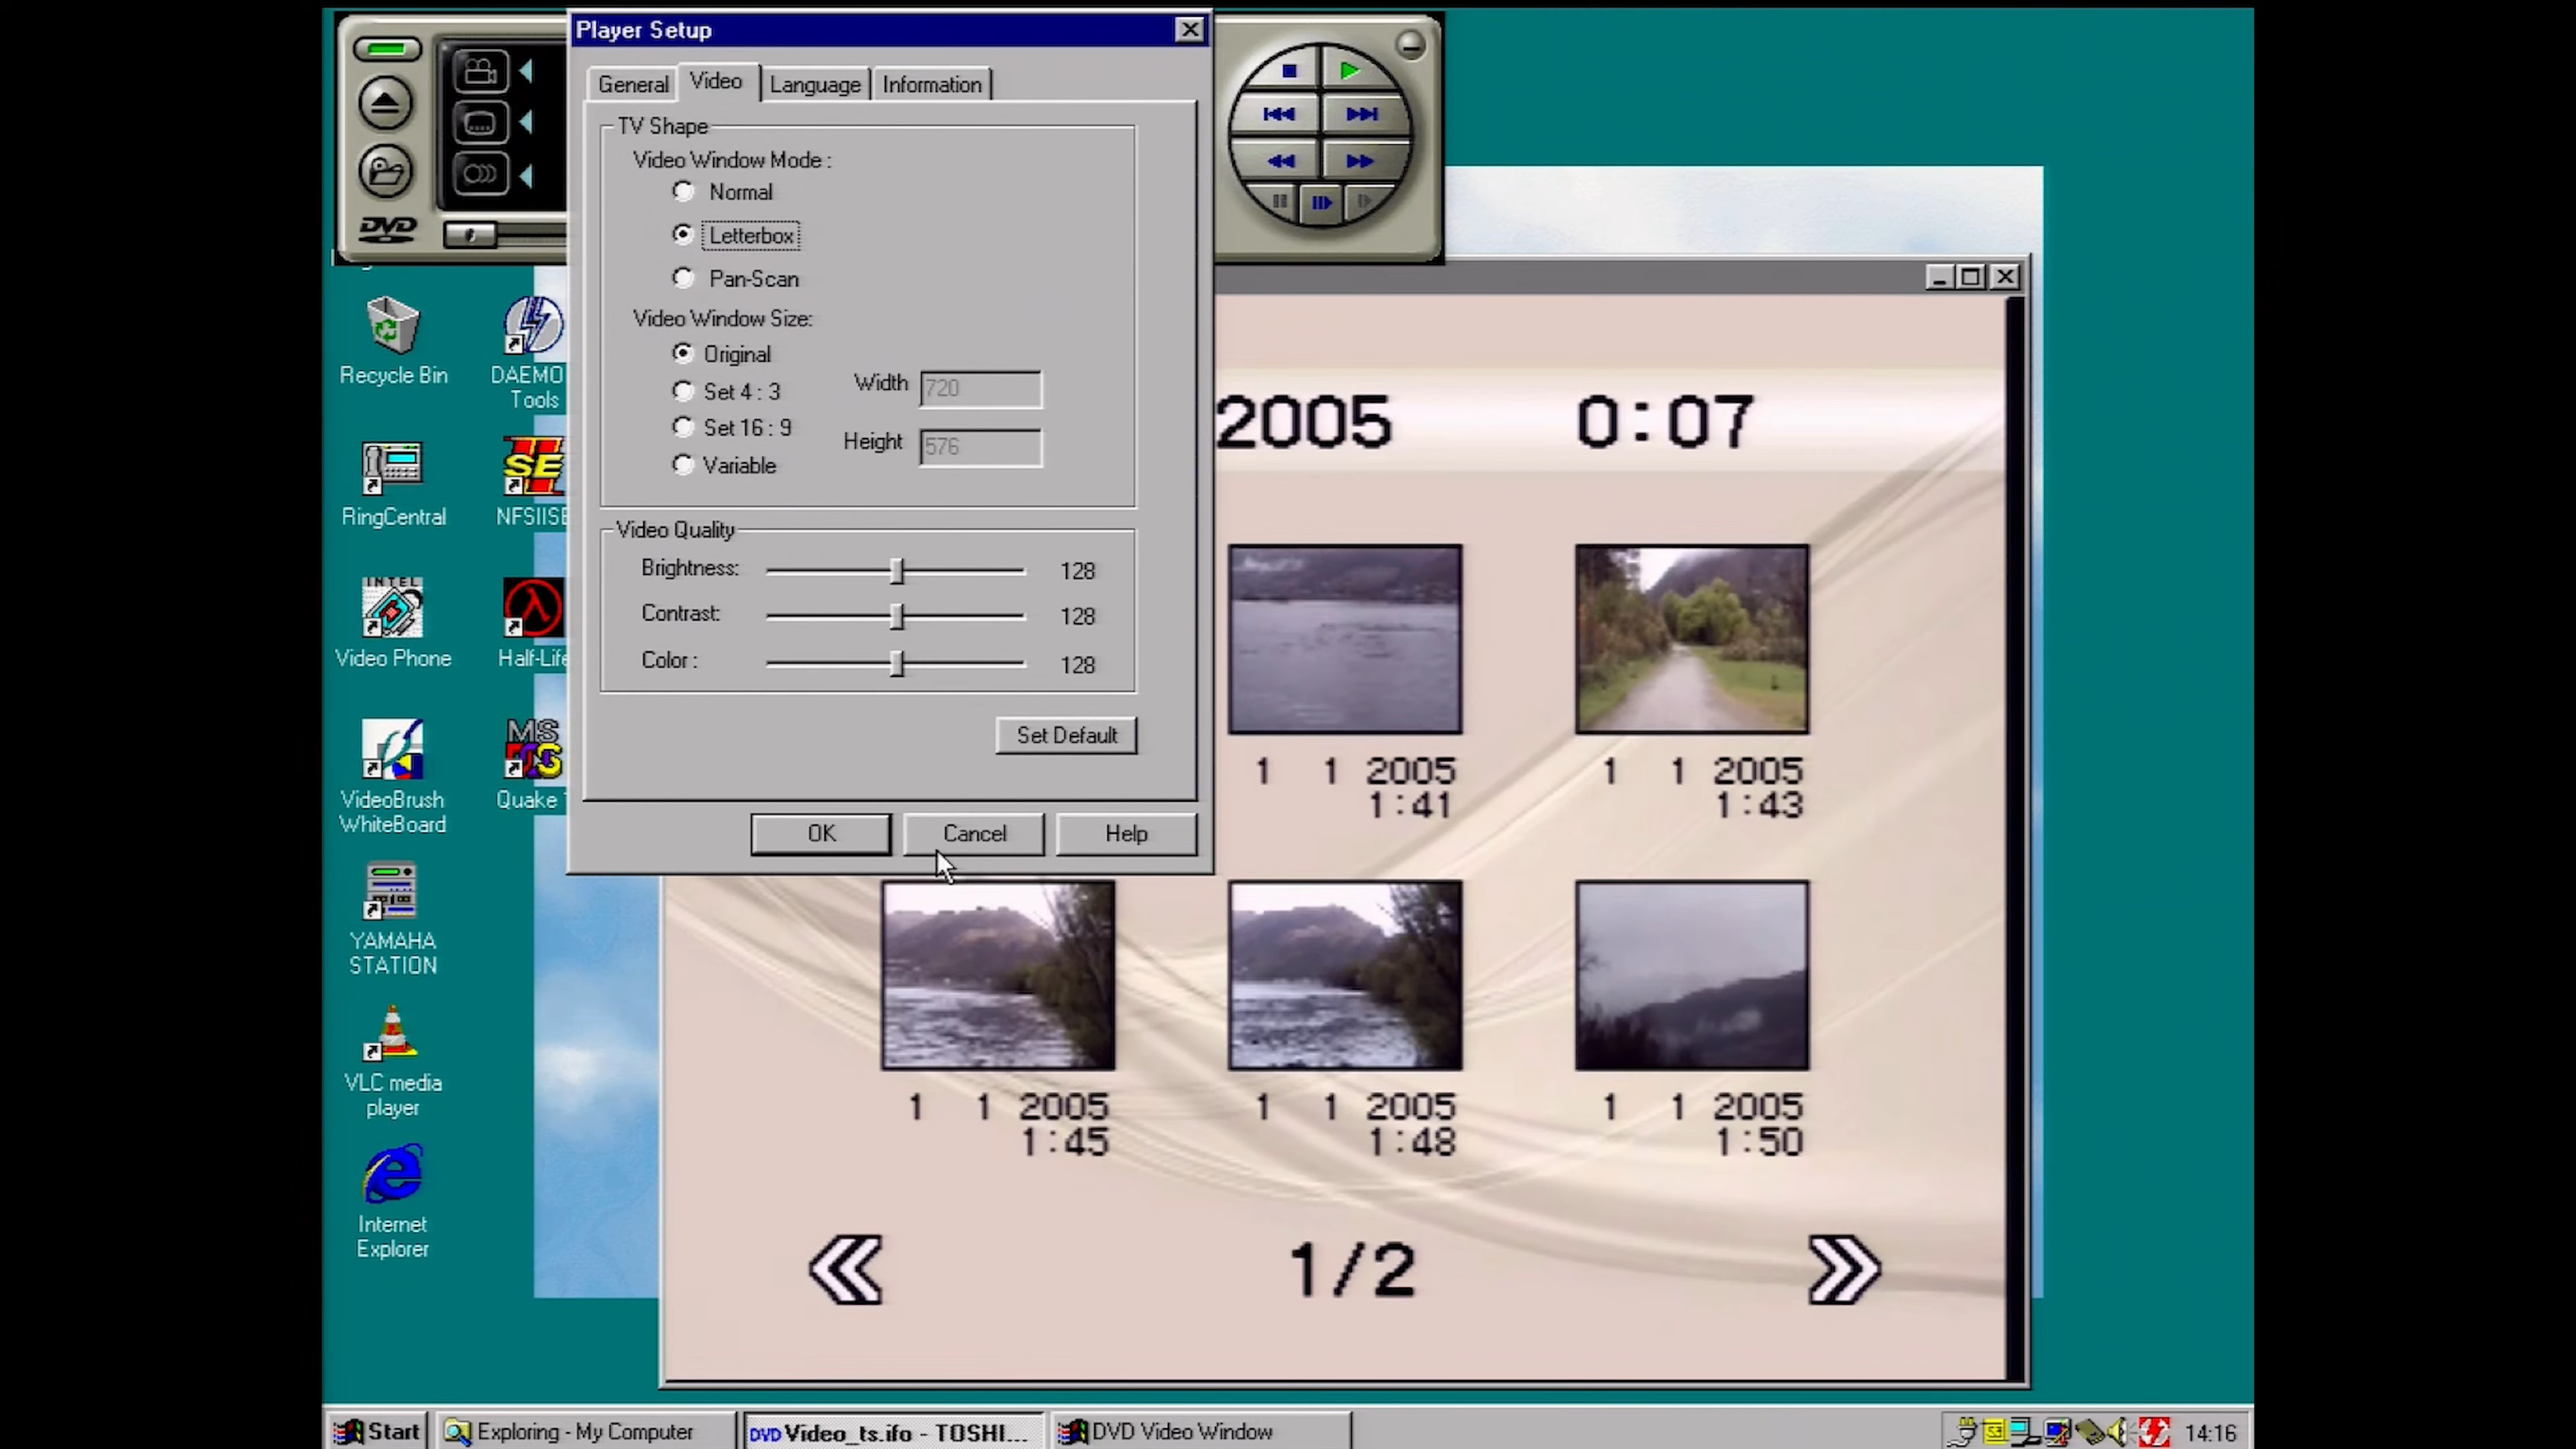 Player Setup
General
Video
Language
Information
TV Shape
Video Window Mode :
Normal
Letterbox
Pan-Scan
Video Window Size:
Original
Set 4 : 3
Set 16 : 9
Variable
Width
720
Height
576
Video Quality
Brightness:
128
Contrast:
128
Color :
128
Set Default
OK
Cancel
Help
DVD
Recycle Bin
DAEMO
Tools
RingCentral
SE
NFSIISE
INTEL
Video Phone
Half-Life
VideoBrush
WhiteBoard
MS
Quake
YAMAHA
STATION
VLC media
player
Internet
Explorer
2005
0:07
1 1 2005
1:41
1 1 2005
1:43
1 1 2005
1:45
1 1 2005
1:48
1 1 2005
1:50
1/2
Start
Exploring - My Computer
DVD
Video_ts.ifo - TOSHI...
DVD Video Window
14:16